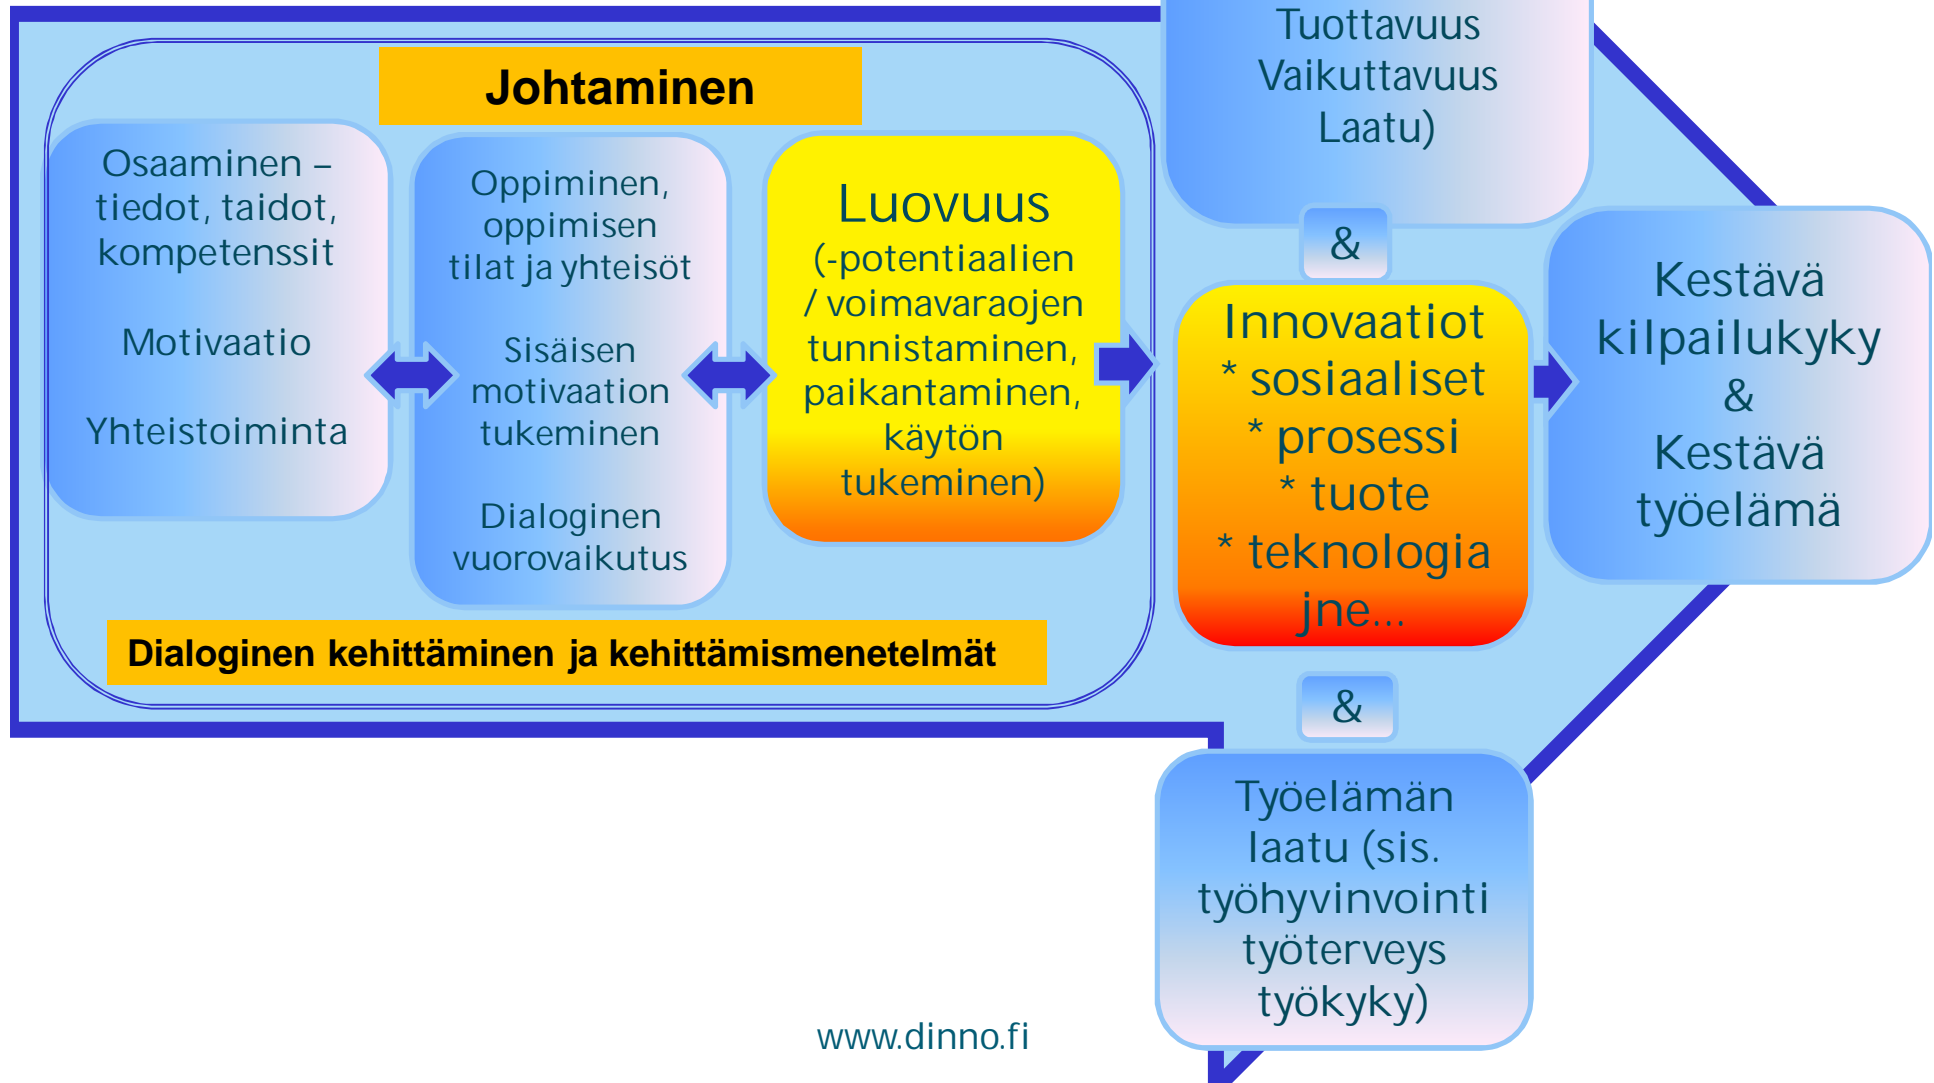 Johtaminen
Osaaminen –
tiedot, taidot,
kompetenssit
Motivaatio
Yhteistoiminta
Oppiminen,
oppimisen
tilat ja yhteisöt
Sisäisen
motivaation
tukeminen
Dialoginen
vuorovaikutus
Luovuus
(-potentiaalien
/ voimavaraojen
tunnistaminen,
paikantaminen,
käytön
tukeminen)
Dialoginen kehittäminen ja kehittämismenetelmät
Tuottavuus
Vaikuttavuus
Laatu)
&
Innovaatiot
* sosiaaliset
* prosessi
* tuote
* teknologia
jne...
&
Työelämän
laatu (sis.
työhyvinvointi
työterveys
työkyky)
Kestävä
kilpailukyky
&
Kestävä
työelämä
www.dinno.fi